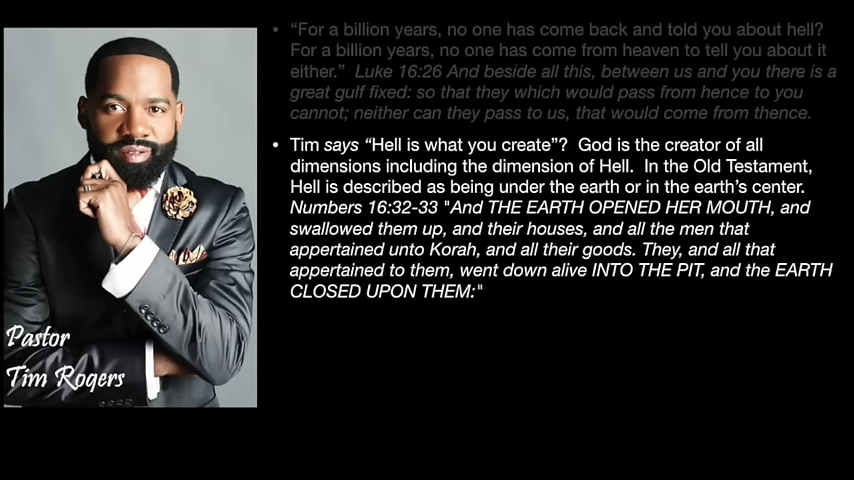 • “For a billion years, no one has come back and told you about hell?
For a billion years, no one has come from heaven to tell you about it
either.” Luke 16:26 And beside all this, between us and you there is a
great gulf fixed: so that they which would pass from hence to you
cannot; neither can they pass to us, that would come from thence.
• Tim says “Hell is what you create”? God is the creator of all
dimensions including the dimension of Hell. In the Old Testament,
Hell is described as being under the earth or in the earth’s center.
Numbers 16:32-33 "And THE EARTH OPENED HER MOUTH, and
swallowed them up, and their houses, and all the men that
appertained unto Korah, and all their goods. They, and all that
appertained to them, went down alive INTO THE PIT, and the EARTH
CLOSED UPON THEM:"
Pastor
Tim Rogers